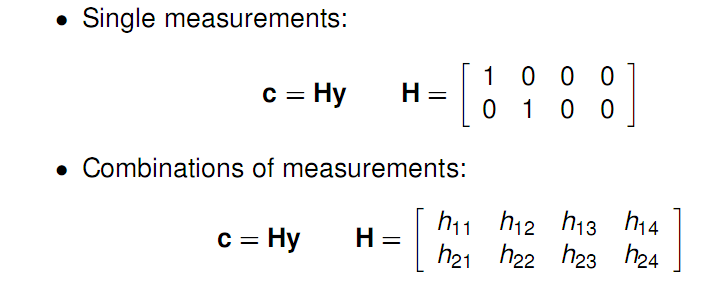 • Single measurements:
c = Hy H = [ 1 0 0 0
0 1 0 0 ]
• Combinations of measurements:
c = Hy H = [ h11 h12 h13 h14
h21 h22 h23 h24 ]